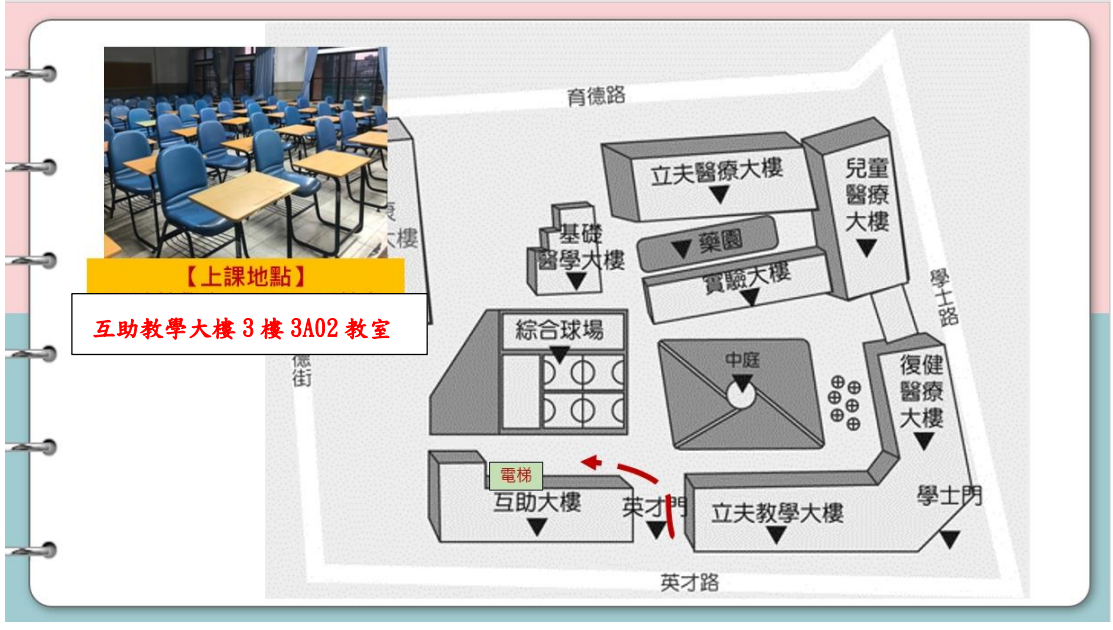 育德路
立夫醫療大樓
兒童
醫療
大樓
藥園
實驗大樓
基礎
醫學大樓
大樓
【上課地點】
互助教學大樓 3 樓 3A02 教室
學士路
德街
綜合球場
中庭
復健
醫療
大樓
電梯
互助大樓
英才門
立夫教學大樓
學士門
英才路